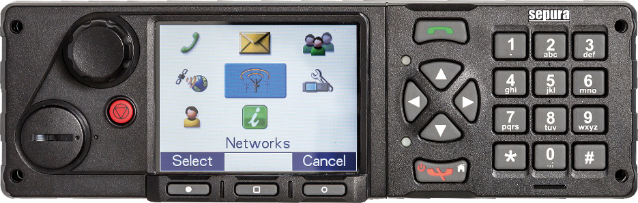 sepura
1
2 abc
3 def
4 ghi
5 jkl
6 mno
7 pqrs
8 tuv
9 wxyz
* 0 #
Networks
Select Cancel